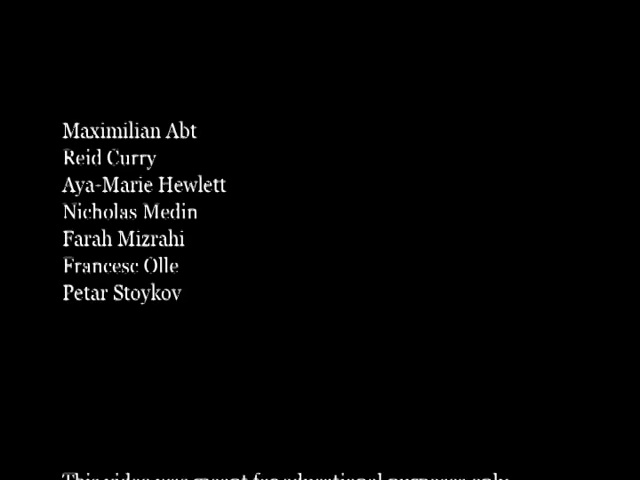 Maximilian Abt
Reid Curry
Aya-Marie Hewlett
Nicholas Medin
Farah Mizrahi
Francesc Olle
Petar Stoykov
This video was meant for educational purposes only